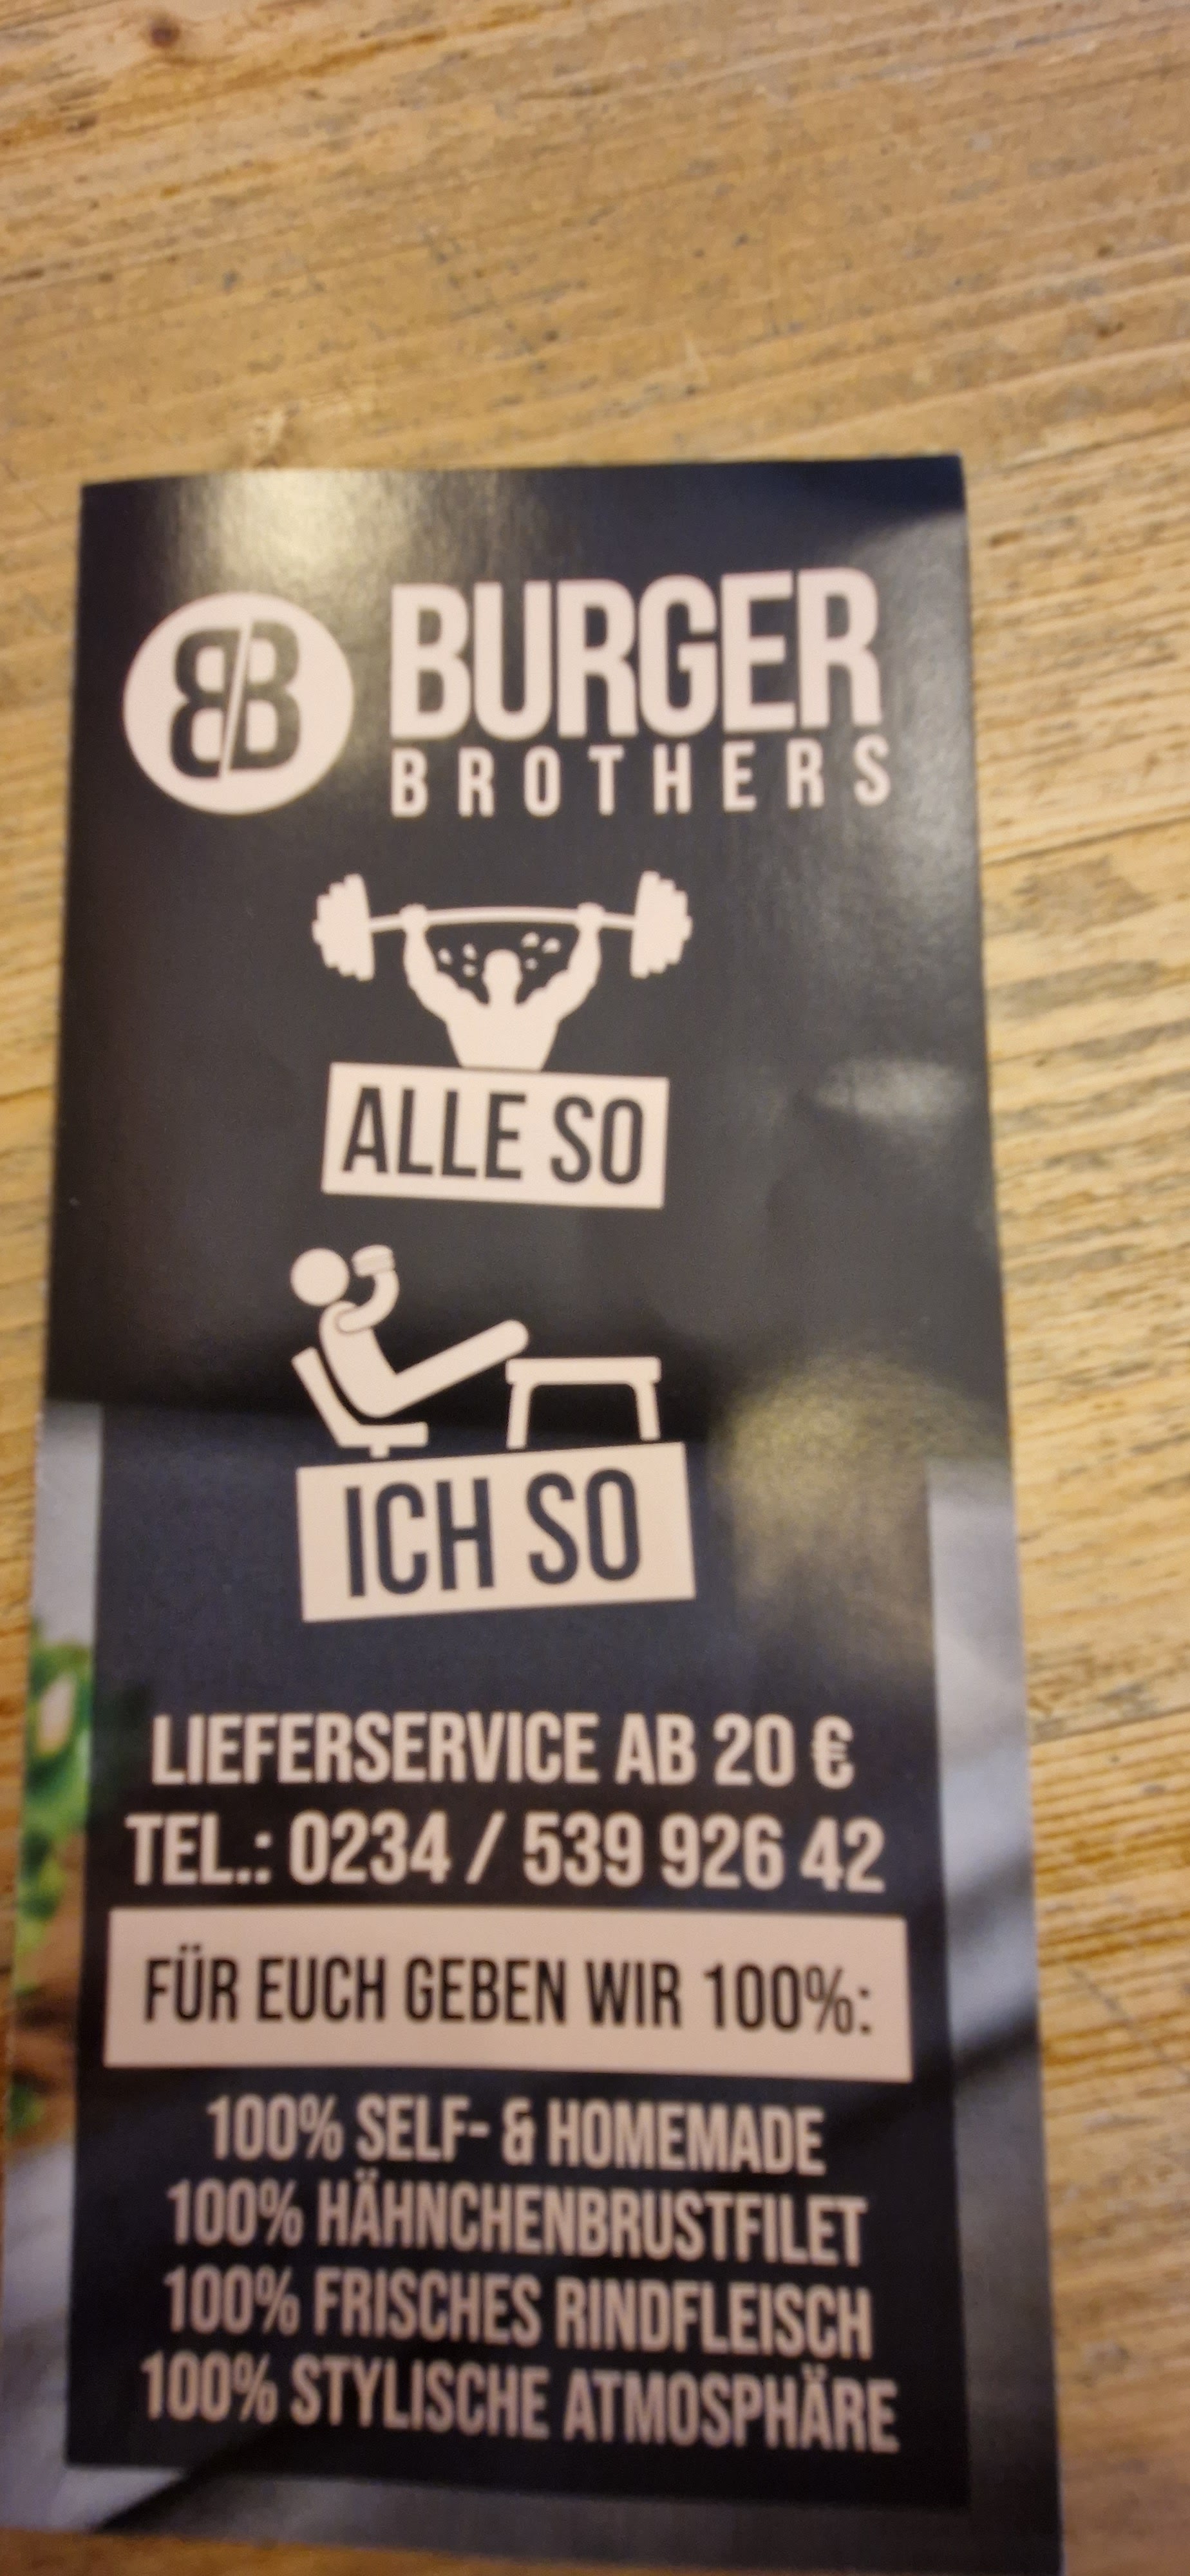 BB
BURGER
BROTHERS
ALLE SO
ICH SO
LIEFERSERVICE AB 20 €
TEL.: 0234 / 539 926 42
FÜR EUCH GEBEN WIR 100%:
100% SELF- & HOMEMADE
100% HÄHNCHENBRUSTFILET
100% FRISCHES RINDFLEISCH
100% STYLISCHE ATMOSPHÄRE